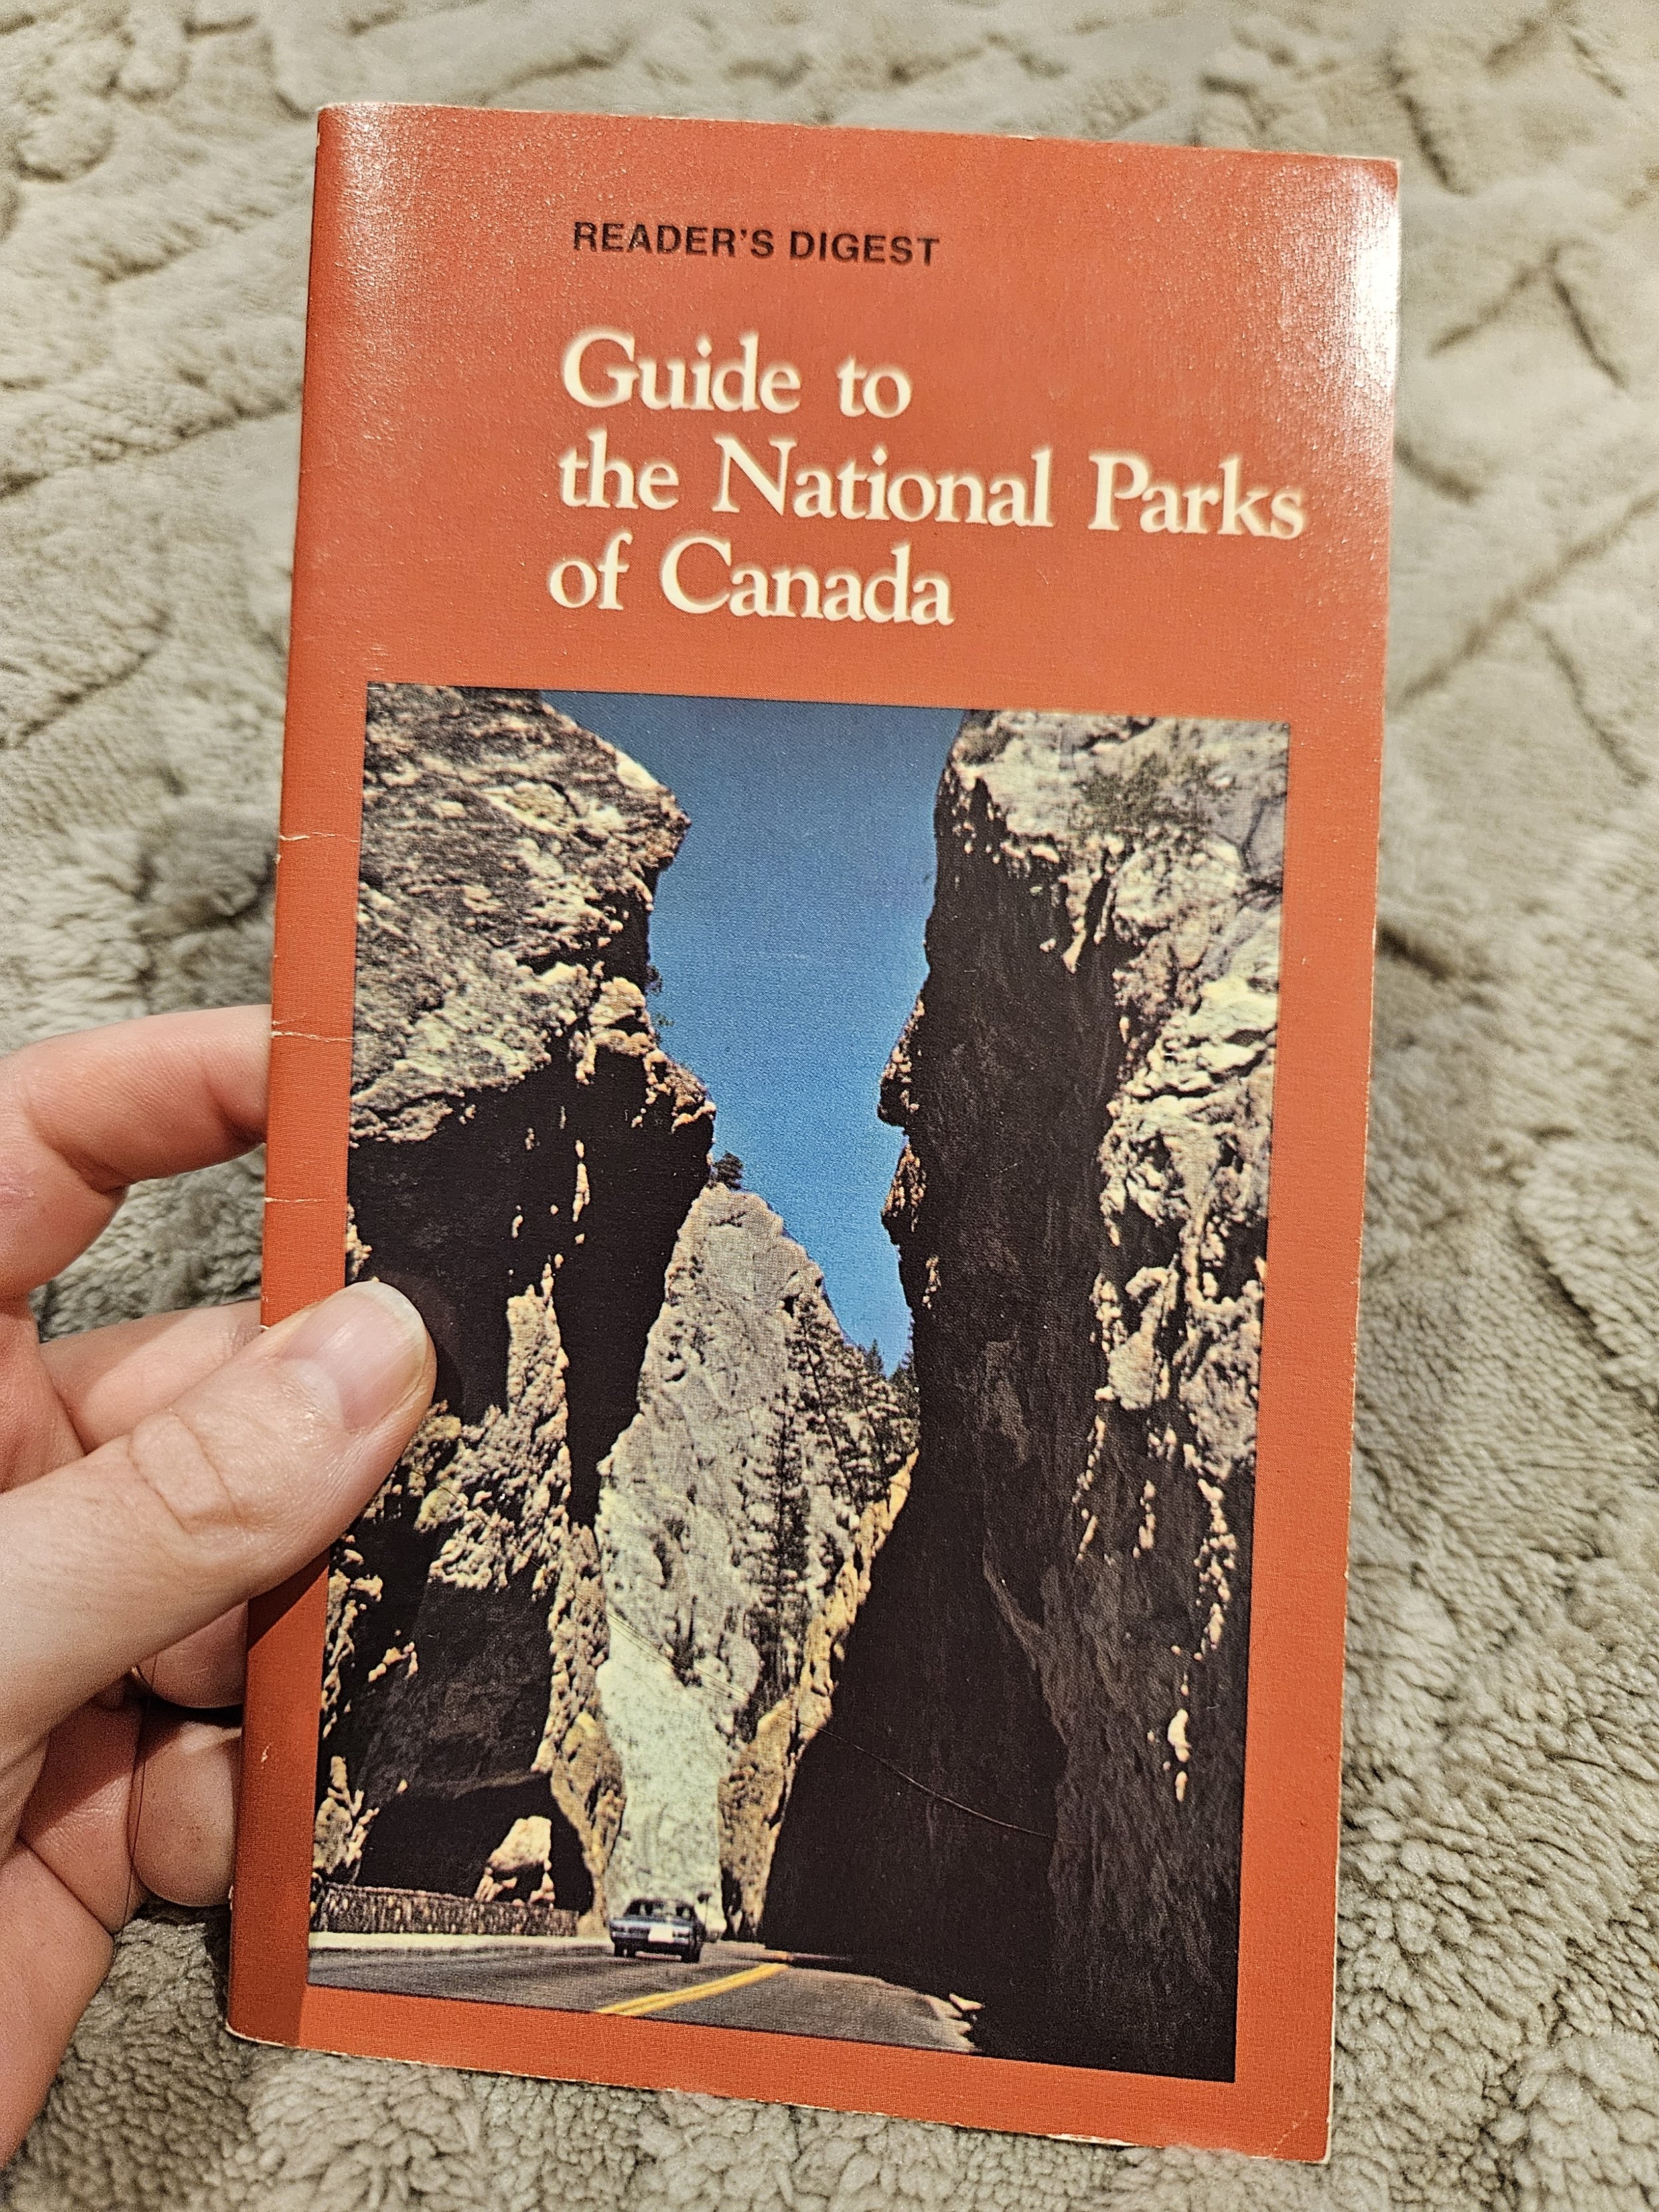 READER'S DIGEST
Guide to
the National Parks
of Canada